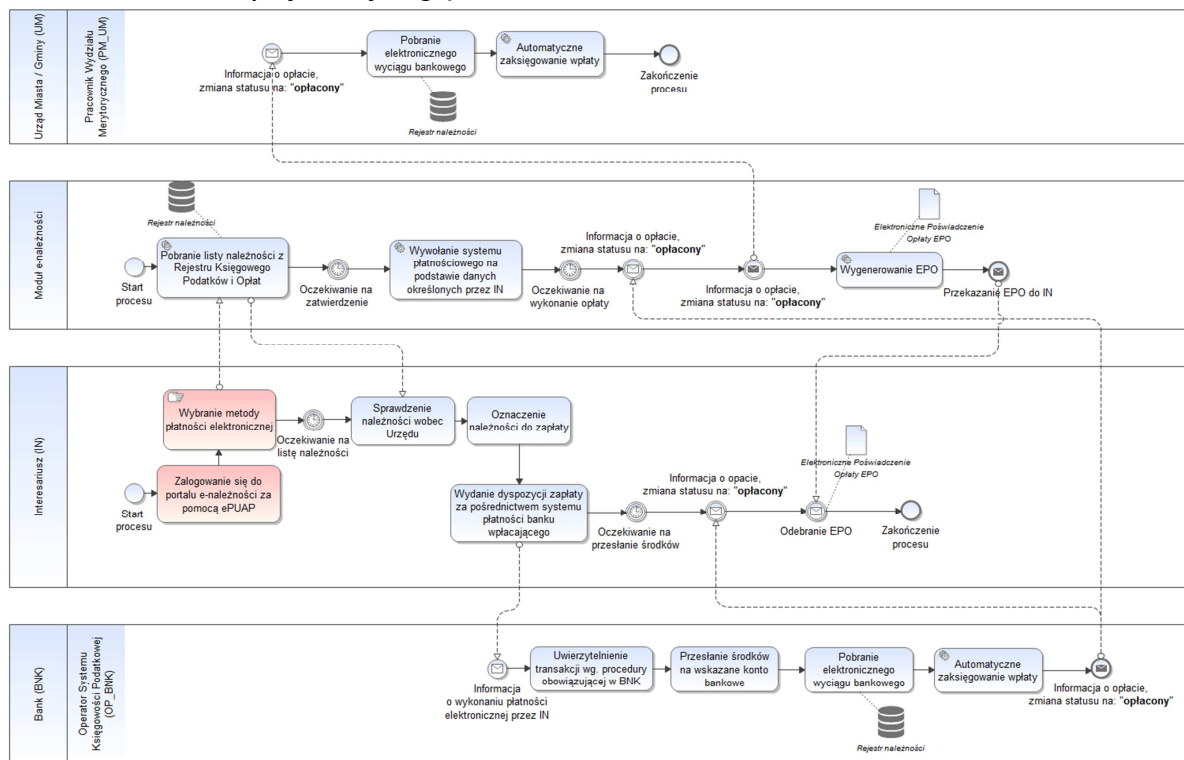 Urząd Miasta / Gminy (UM)
Pracownik Wydziału
Merytorycznego (PM_UM)
Informacja o opłacie,
zmiana statusu na: "opłacony"
Pobranie
elektronicznego
wyciągu bankowego
Rejestr należności
Automatyczne
zaksięgowanie wpłaty
Zakończenie
procesu
Moduł e-należności
Start
procesu
Rejestr należności
Pobranie listy należności z
Rejestru Księgowego
Podatków i Opłat
Oczekiwanie na
zatwierdzenie
Wywołanie systemu
płatnościowego na
podstawie danych
określonych przez IN
Oczekiwanie na
wykonanie opłaty
Informacja o opłacie,
zmiana statusu na: "opłacony"
Informacja o opłacie,
zmiana statusu na: "opłacony"
Elektroniczne Poświadczenie
Opłaty EPO
Wygenerowanie EPO
Przekazanie EPO do IN
Interesariusz (IN)
Start
procesu
Wybranie metody
płatności elektronicznej
Zalogowanie się do
portalu e-należności za
pomocą ePUAP
Oczekiwanie na
listę należności
Sprawdzenie
należności wobec
Urzędu
Oznaczenie
należności do zapłaty
Wydanie dyspozycji zapłaty
za pośrednictwem systemu
płatności banku
wpłacającego
Oczekiwanie na
przesłanie środków
Informacja o opacie,
zmiana statusu na: "opłacony"
Elektroniczne Poświadczenie
Opłaty EPO
Odebranie EPO
Zakończenie
procesu
Bank (BNK)
Operator Systemu
Księgowości Podatkowej
(OP_BNK)
Informacja
o wykonaniu płatności
elektronicznej przez IN
Uwierzytelnienie
transakcji wg. procedury
obowiązującej w BNK
Przesłanie środków
na wskazane konto
bankowe
Pobranie
elektronicznego
wyciągu bankowego
Rejestr należności
Automatyczne
zaksięgowanie wpłaty
Informacja o opłacie,
zmiana statusu na: "opłacony"